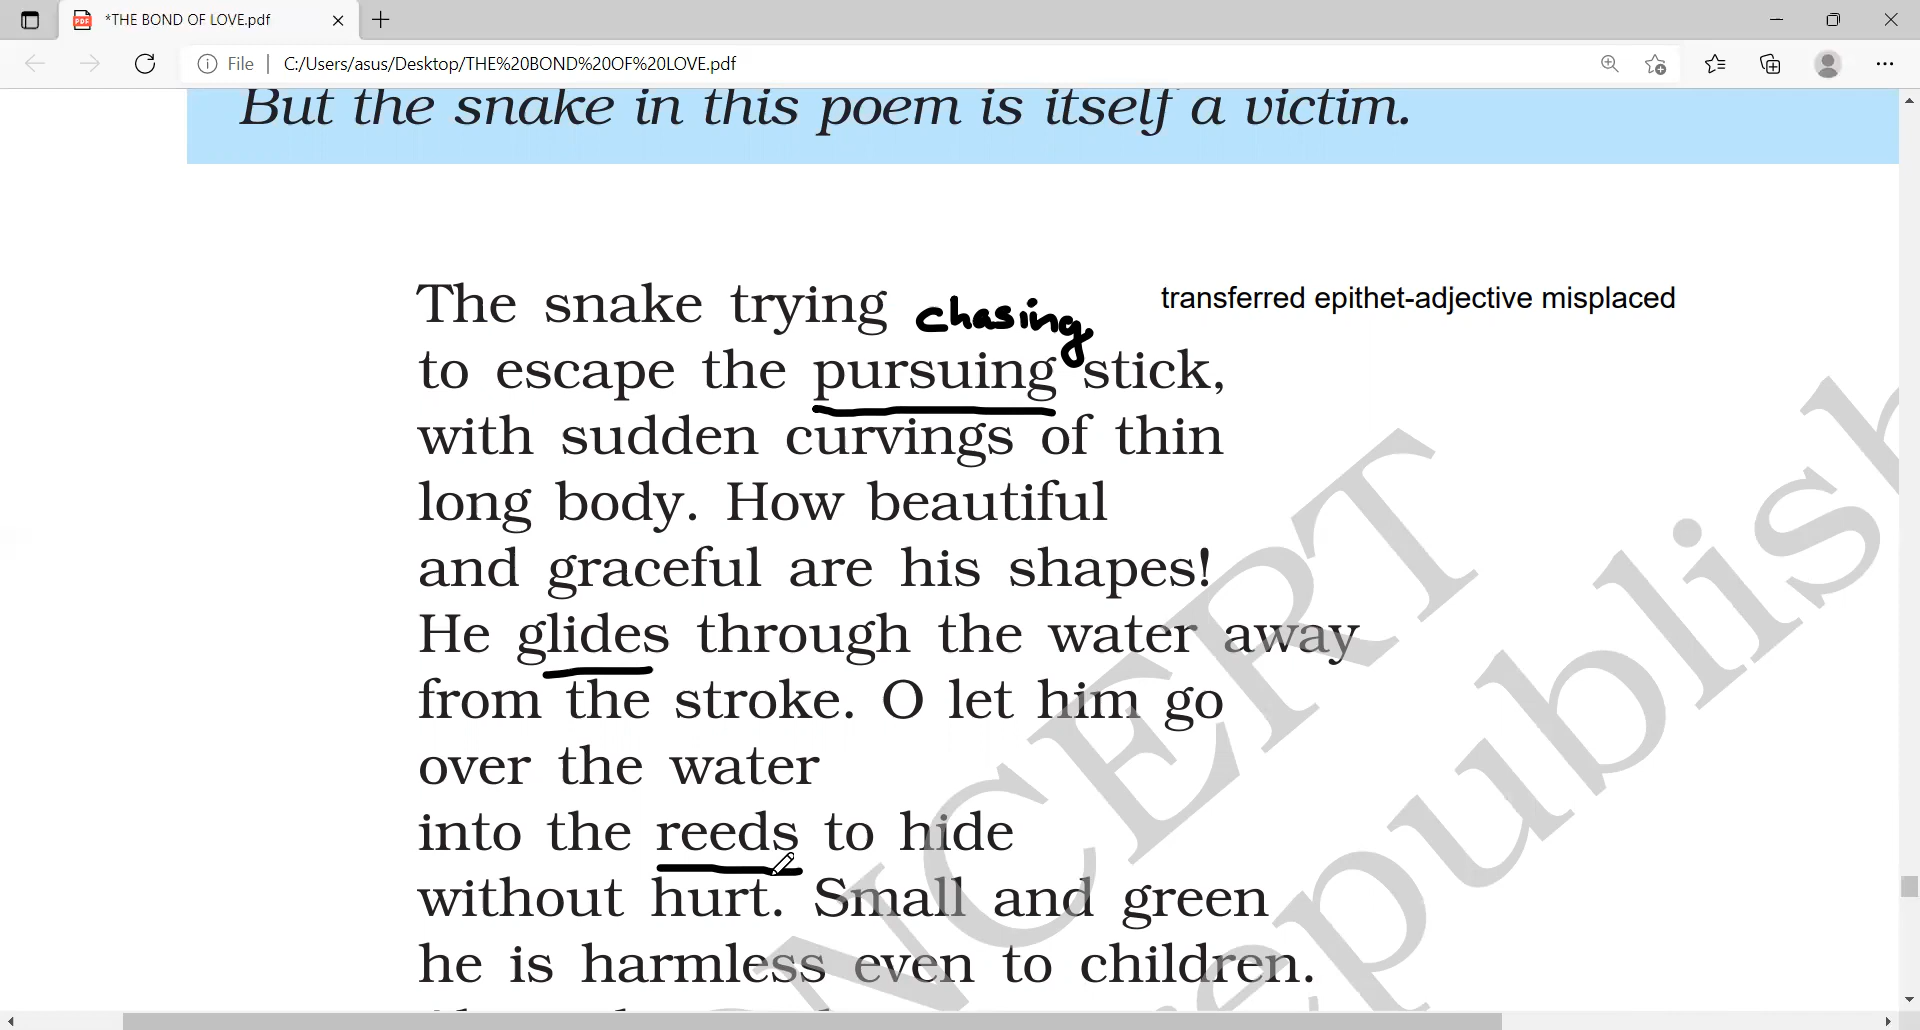 *THE BOND OF LOVE.pdf
File
C:/Users/asus/Desktop/THE%20BOND%20OF%20LOVE.pdf
But the snake in this poem is itself a victim.
The snake trying chasing
transferred epithet-adjective misplaced
to escape the pursuing stick,
with sudden curvings of thin
long body. How beautiful
and graceful are his shapes!
He glides through the water away
from the stroke. O let him go
over the water
into the reeds to hide
without hurt. Small and green
he is harmless even to children.
NCERT
republish